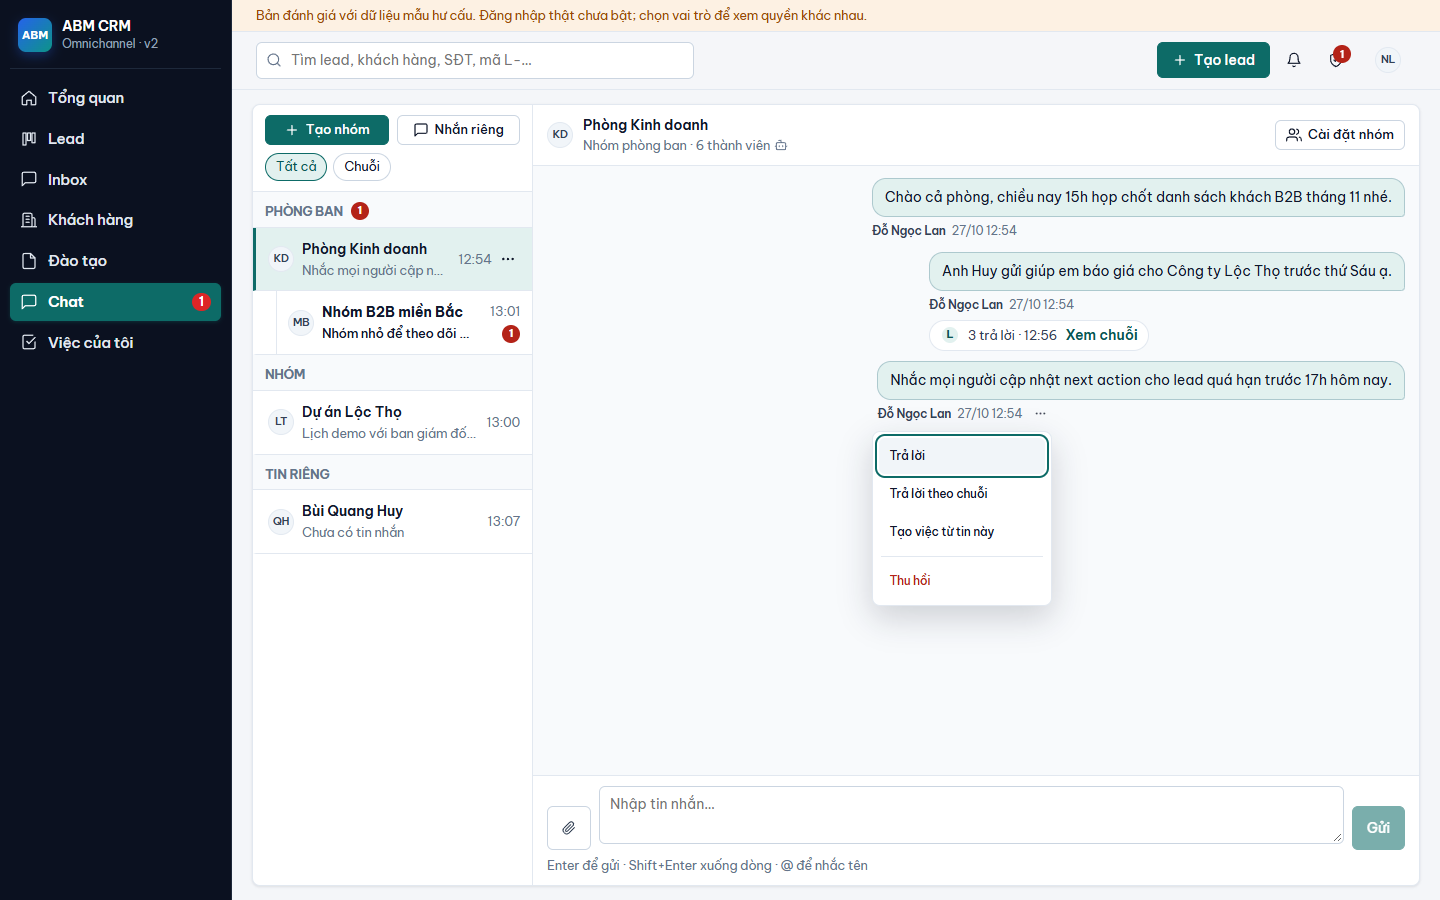 ABM
ABM CRM
Omnichannel · v2
Tổng quan
Lead
Inbox
Khách hàng
Đào tạo
Chat
1
Việc của tôi
Bản đánh giá với dữ liệu mẫu hư cấu. Đăng nhập thật chưa bật; chọn vai trò để xem quyền khác nhau.
Tìm lead, khách hàng, SĐT, mã L-...
Tạo lead
1
NL
Tạo nhóm
Nhắn riêng
Tất cả
Chuỗi
PHÒNG BAN
1
KD
Phòng Kinh doanh
Nhắc mọi người cập n...
12:54
MB
Nhóm B2B miền Bắc
13:01
Nhóm nhỏ để theo dõi ...
1
NHÓM
LT
Dự án Lộc Thọ
Lịch demo với ban giám đố...
13:00
TIN RIÊNG
QH
Bùi Quang Huy
Chưa có tin nhắn
13:07
KD
Phòng Kinh doanh
Nhóm phòng ban · 6 thành viên
Cài đặt nhóm
Chào cả phòng, chiều nay 15h họp chốt danh sách khách B2B tháng 11 nhé.
Đỗ Ngọc Lan 27/10 12:54
Anh Huy gửi giúp em báo giá cho Công ty Lộc Thọ trước thứ Sáu ạ.
Đỗ Ngọc Lan 27/10 12:54
L
3 trả lời · 12:56 Xem chuỗi
Nhắc mọi người cập nhật next action cho lead quá hạn trước 17h hôm nay.
Đỗ Ngọc Lan 27/10 12:54
Trả lời
Trả lời theo chuỗi
Tạo việc từ tin này
Thu hồi
Nhập tin nhắn...
Gửi
Enter để gửi · Shift+Enter xuống dòng · @ để nhắc tên